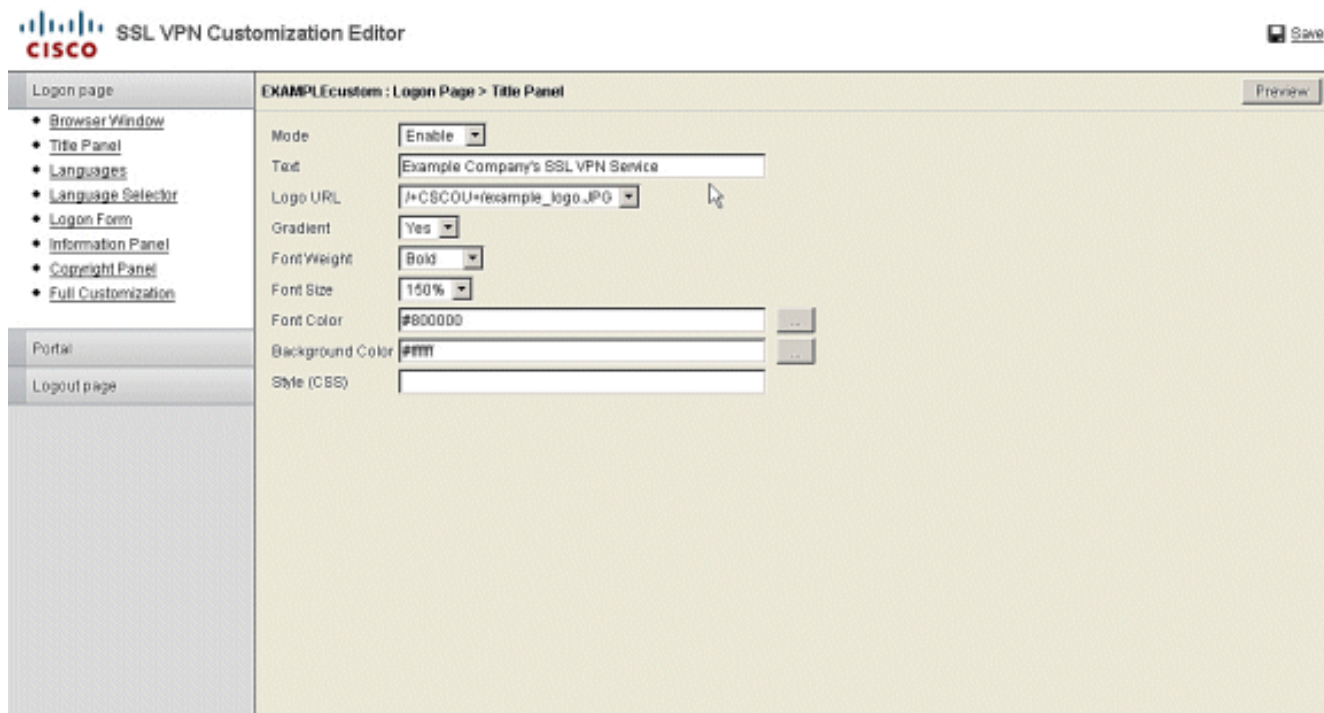 CISCO SSL VPN Customization Editor Save
Logon page
Browser Window
Title Panel
Languages
Language Selector
Logon Form
Information Panel
Copyright Panel
Full Customization
Portal
Logout page
EXAMPLEcustom : Logon Page > Title Panel Preview
Mode Enable
Text Example Company's SSL VPN Service
Logo URL /+CSCOU+/example_logo.JPG
Gradient Yes
Font Weight Bold
Font Size 150%
Font Color #800000 ...
Background Color #ffffff ...
Style (CSS)